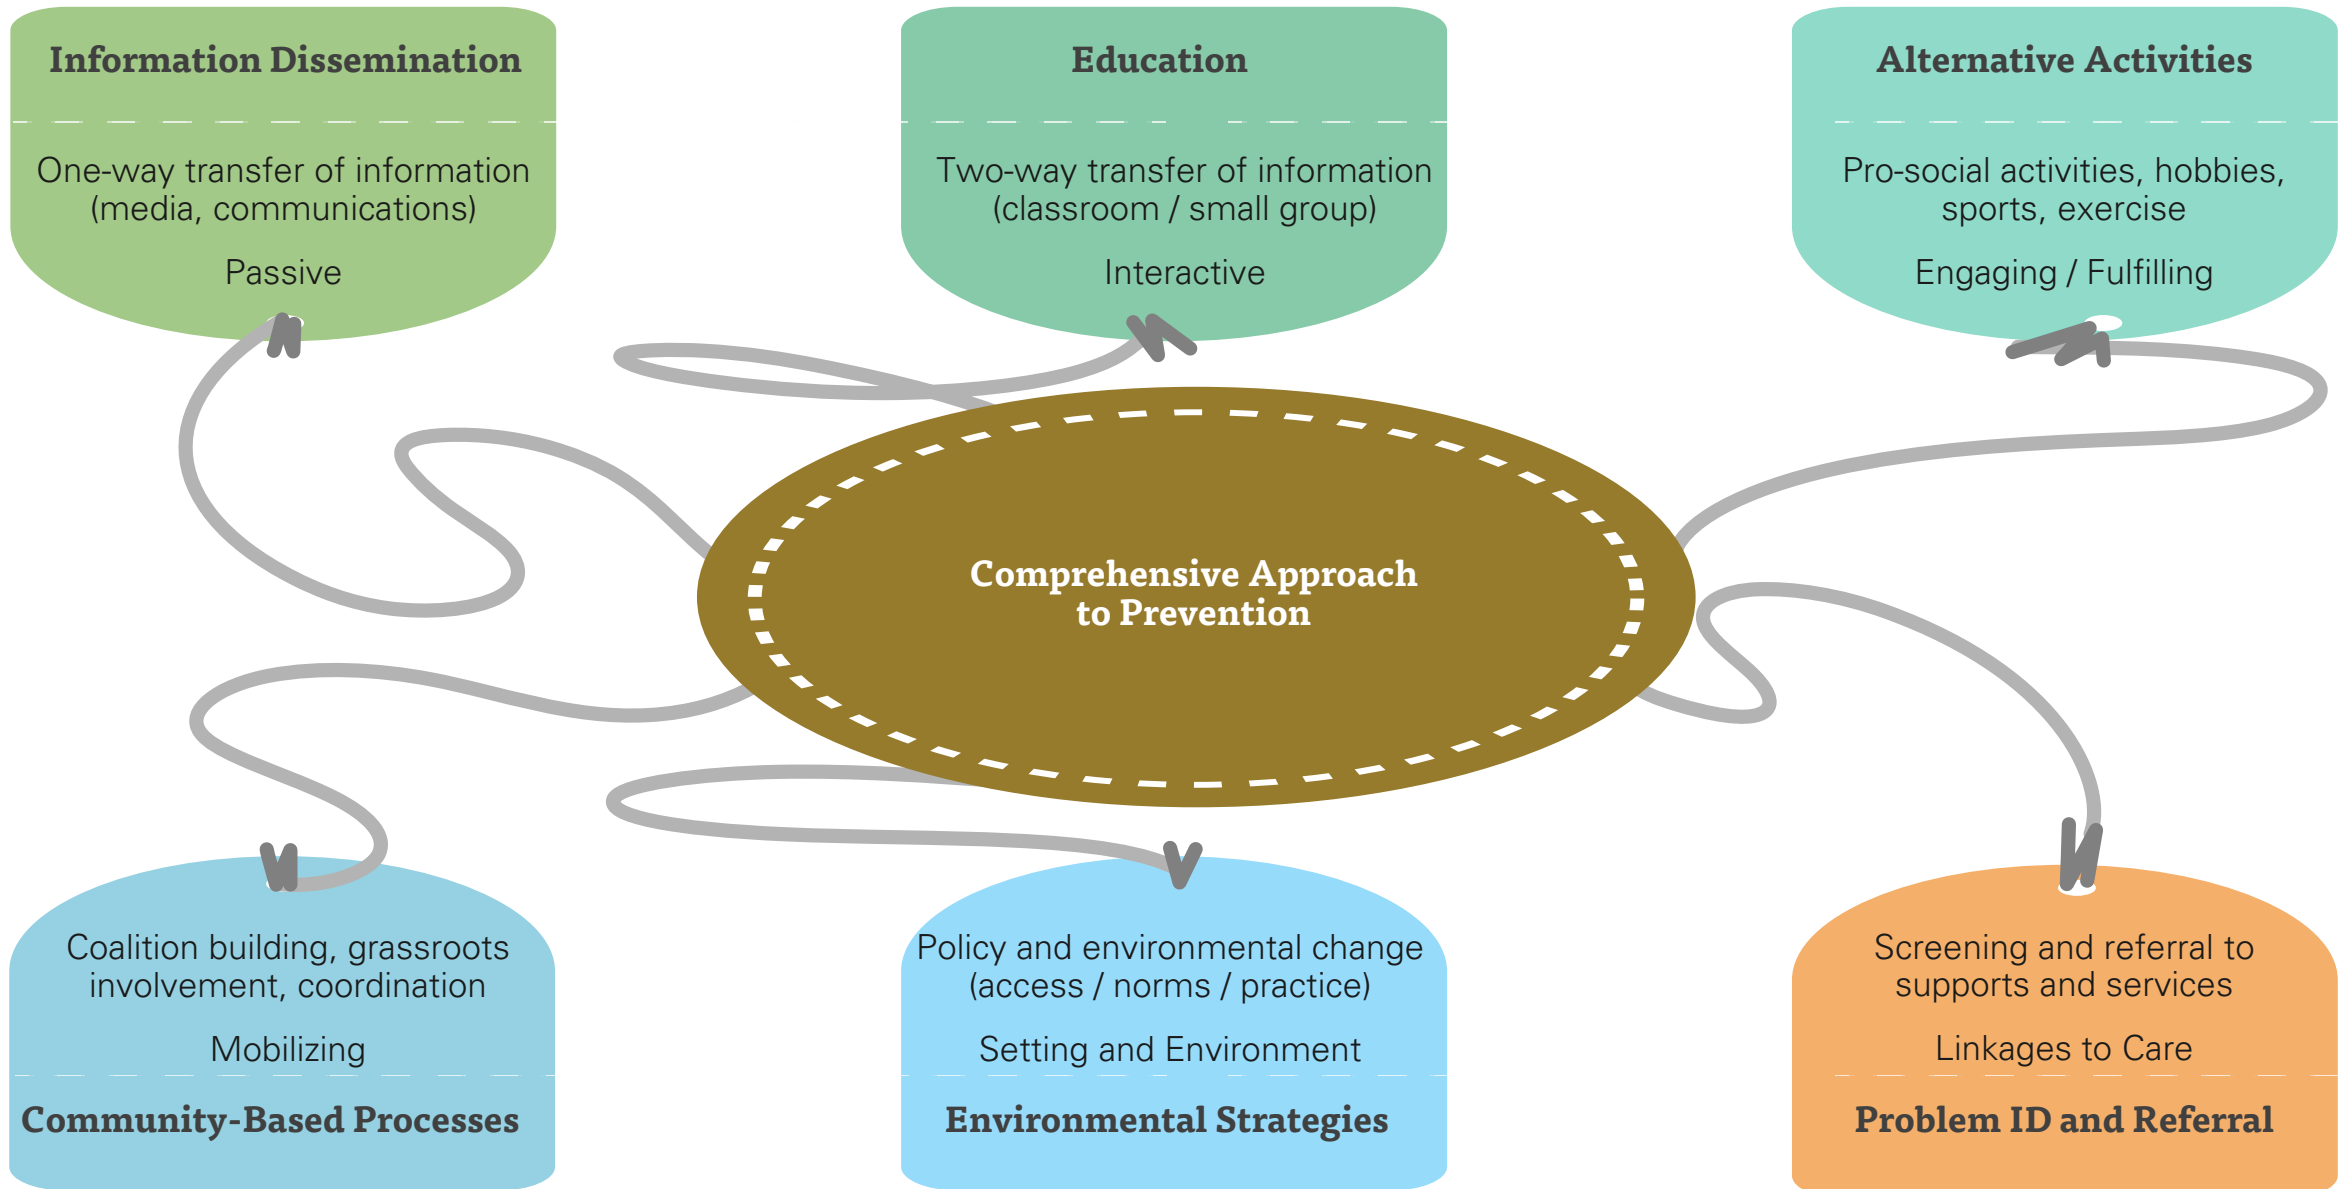 Information Dissemination
One-way transfer of information
(media, communications)
Passive
Education
Two-way transfer of information
(classroom / small group)
Interactive
Alternative Activities
Pro-social activities, hobbies,
sports, exercise
Engaging / Fulfilling
Comprehensive Approach
to Prevention
Coalition building, grassroots
involvement, coordination
Mobilizing
Community-Based Processes
Policy and environmental change
(access / norms / practice)
Setting and Environment
Environmental Strategies
Screening and referral to
supports and services
Linkages to Care
Problem ID and Referral